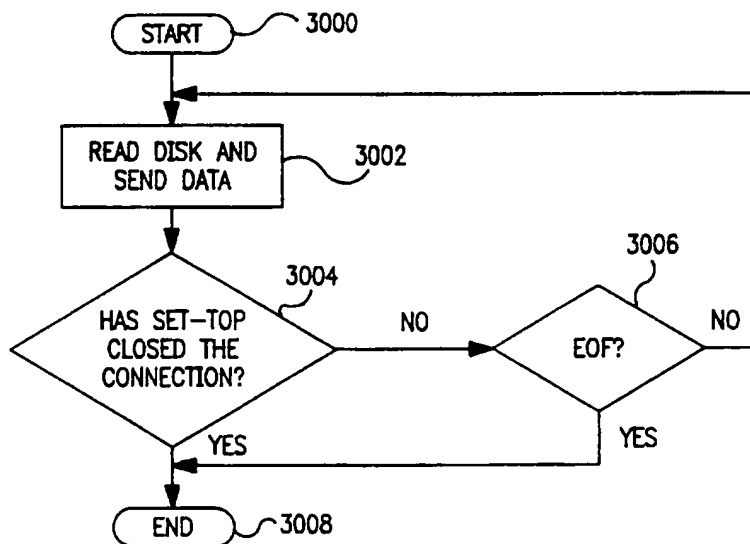 START
3000
READ DISK AND
SEND DATA
3002
3004
HAS SET-TOP
CLOSED THE
CONNECTION?
NO
3006
EOF?
NO
YES
YES
END
3008